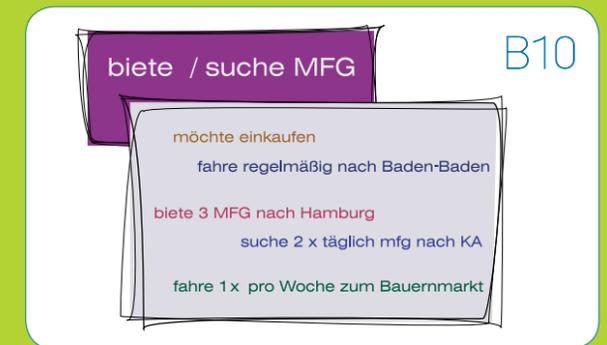 biete / suche MFG
B10
möchte einkaufen
fahre regelmäßig nach Baden-Baden
biete 3 MFG nach Hamburg
suche 2 x täglich mfg nach KA
fahre 1 x pro Woche zum Bauernmarkt